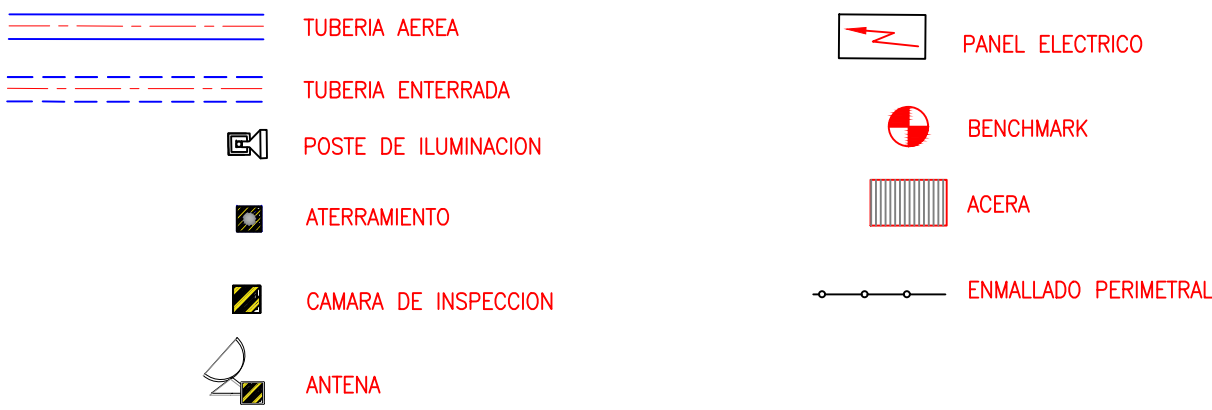 TUBERIA AEREA
TUBERIA ENTERRADA
POSTE DE ILUMINACION
ATERRAMIENTO
CAMARA DE INSPECCION
ANTENA
PANEL ELECTRICO
BENCHMARK
ACERA
ENMALLADO PERIMETRAL